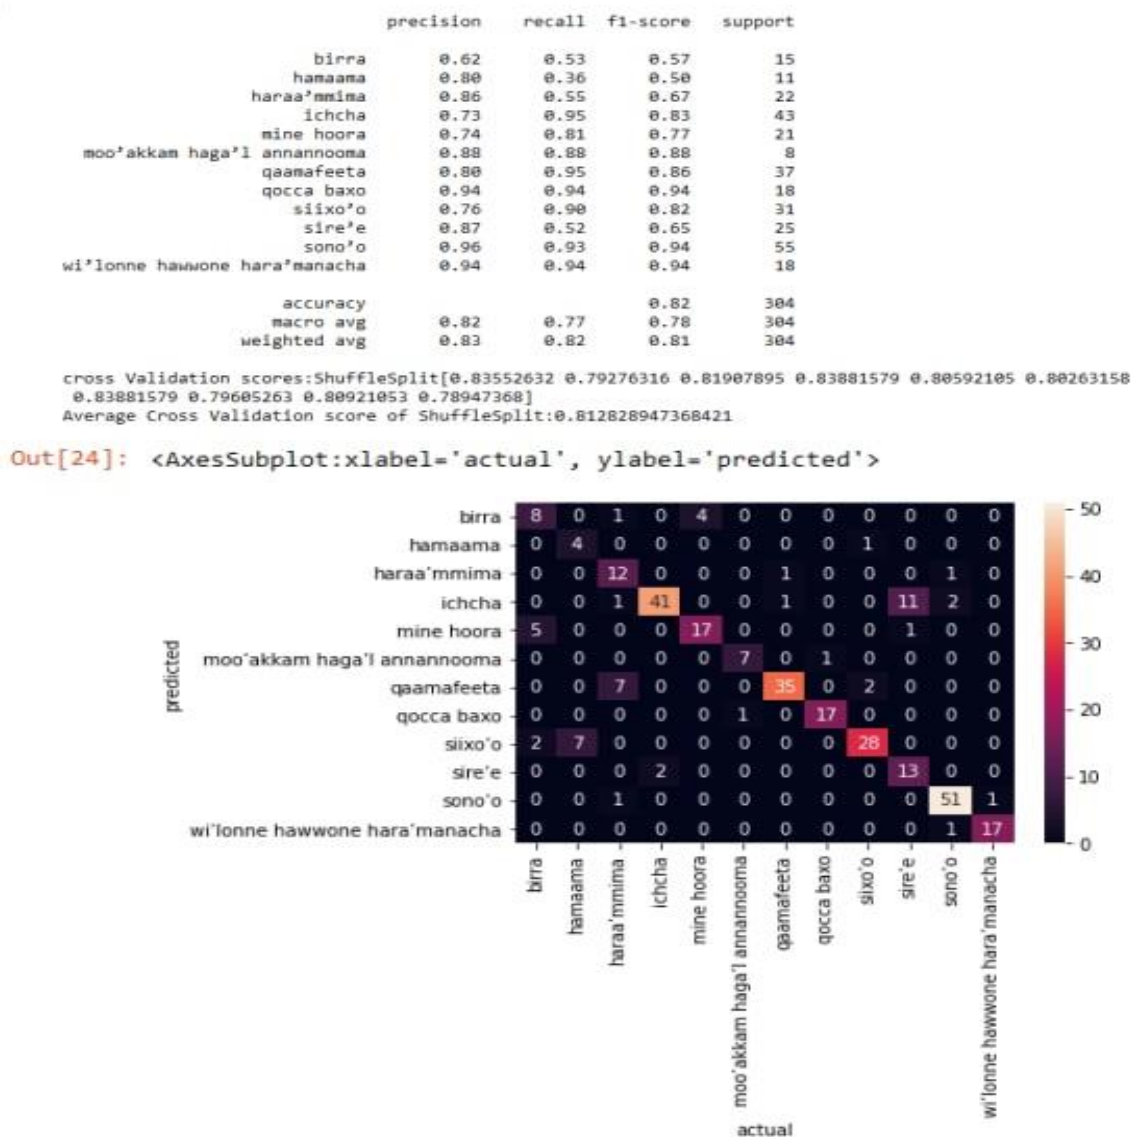 precision recall f1-score support
birra 0.62 0.53 0.57 15
hamaama 0.80 0.36 0.50 11
haraa'mmima 0.86 0.55 0.67 22
ichcha 0.73 0.95 0.83 43
mine hoora 0.74 0.81 0.77 21
moo'akkam haga'l annannooma 0.88 0.88 0.88 8
qaamafeeta 0.80 0.95 0.86 37
qocca baxo 0.94 0.94 0.94 18
siixo'o 0.76 0.90 0.82 31
sire'e 0.87 0.52 0.65 25
sono'o 0.96 0.93 0.94 55
wi'lonne hawwone hara'manacha 0.94 0.94 0.94 18
accuracy 0.82 304
macro avg 0.82 0.77 0.78 304
weighted avg 0.83 0.82 0.81 304
cross Validation scores:ShuffleSplit[0.83552632 0.79276316 0.81907895 0.83881579 0.80592105 0.80263158
0.83881579 0.79605263 0.80921053 0.78947368]
Average Cross Validation score of ShuffleSplit:0.812828947368421
Out[24]: <AxesSubplot:xlabel='actual', ylabel='predicted'>
predicted
birra 8 0 1 0 4 0 0 0 0 0 0 0
hamaama 0 4 0 0 0 0 0 0 1 0 0 0
haraa'mmima 0 0 12 0 0 0 1 0 0 0 1 0
ichcha 0 0 1 41 0 0 1 0 0 11 2 0
mine hoora 5 0 0 0 17 0 0 0 0 1 0 0
moo'akkam haga'l annannooma 0 0 0 0 0 7 0 1 0 0 0 0
qaamafeeta 0 0 7 0 0 0 35 0 2 0 0 0
qocca baxo 0 0 0 0 0 1 0 17 0 0 0 0
siixo'o 2 7 0 0 0 0 0 0 28 0 0 0
sire'e 0 0 0 2 0 0 0 0 0 13 0 0
sono'o 0 0 1 0 0 0 0 0 0 0 51 1
wi'lonne hawwone hara'manacha 0 0 0 0 0 0 0 0 0 0 1 17
50
40
30
20
10
0
birra
hamaama
haraa'mmima
ichcha
mine hoora
moo'akkam haga'l annannooma
qaamafeeta
qocca baxo
siixo'o
sire'e
sono'o
wi'lonne hawwone hara'manacha
actual